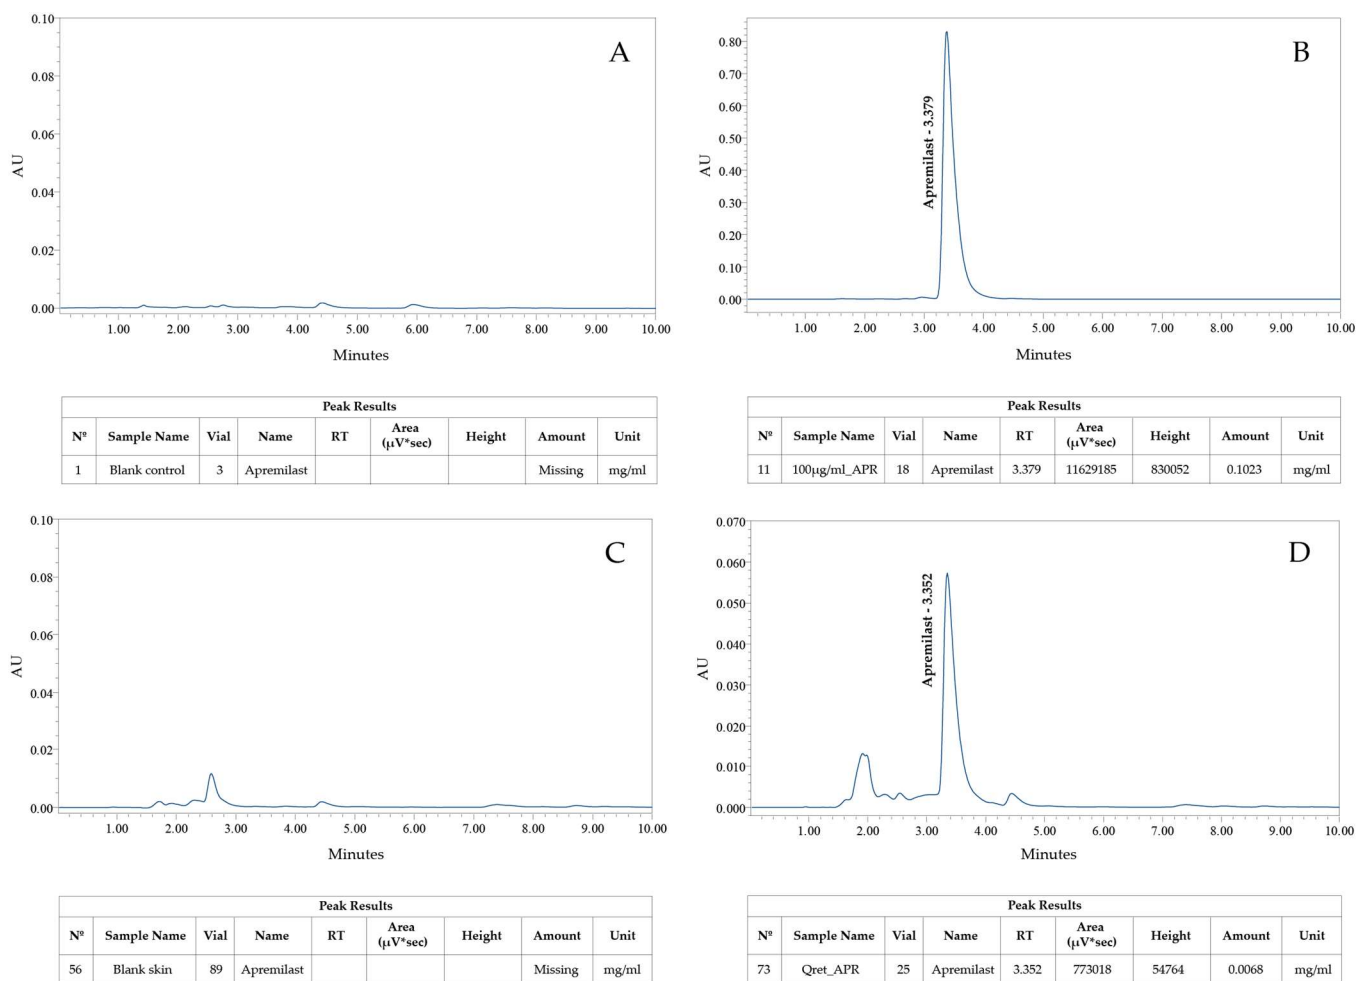 A
0.10
0.08
0.06
0.04
0.02
0.00
AU
1.00 2.00 3.00 4.00 5.00 6.00 7.00 8.00 9.00 10.00
Minutes
Peak Results
Nº Sample Name Vial Name RT Area (µV*sec) Height Amount Unit
1 Blank control 3 Apremilast Missing mg/ml
B
0.80
0.70
0.60
0.50
0.40
0.30
0.20
0.10
0.00
AU
Apremilast - 3.379
1.00 2.00 3.00 4.00 5.00 6.00 7.00 8.00 9.00 10.00
Minutes
Peak Results
Nº Sample Name Vial Name RT Area (µV*sec) Height Amount Unit
11 100µg/ml_APR 18 Apremilast 3.379 11629185 830052 0.1023 mg/ml
C
0.10
0.08
0.06
0.04
0.02
0.00
AU
1.00 2.00 3.00 4.00 5.00 6.00 7.00 8.00 9.00 10.00
Minutes
Peak Results
Nº Sample Name Vial Name RT Area (µV*sec) Height Amount Unit
56 Blank skin 89 Apremilast Missing mg/ml
D
0.070
0.060
0.050
0.040
0.030
0.020
0.010
0.000
AU
Apremilast - 3.352
1.00 2.00 3.00 4.00 5.00 6.00 7.00 8.00 9.00 10.00
Minutes
Peak Results
Nº Sample Name Vial Name RT Area (µV*sec) Height Amount Unit
73 Qret_APR 25 Apremilast 3.352 773018 54764 0.0068 mg/ml